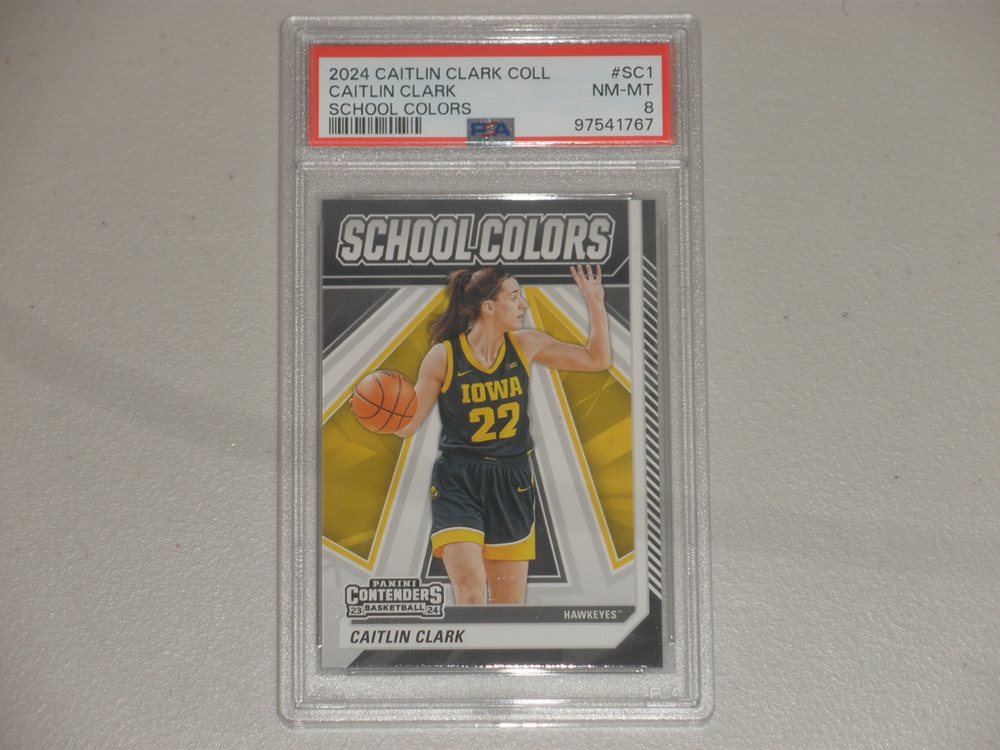 2024 CAITLIN CLARK COLL #SC1
CAITLIN CLARK NM-MT
SCHOOL COLORS 8
PSA 97541767
SCHOOL COLORS
IOWA
22
PANINI
CONTENDERS
23 BASKETBALL 24
HAWKEYES™
CAITLIN CLARK